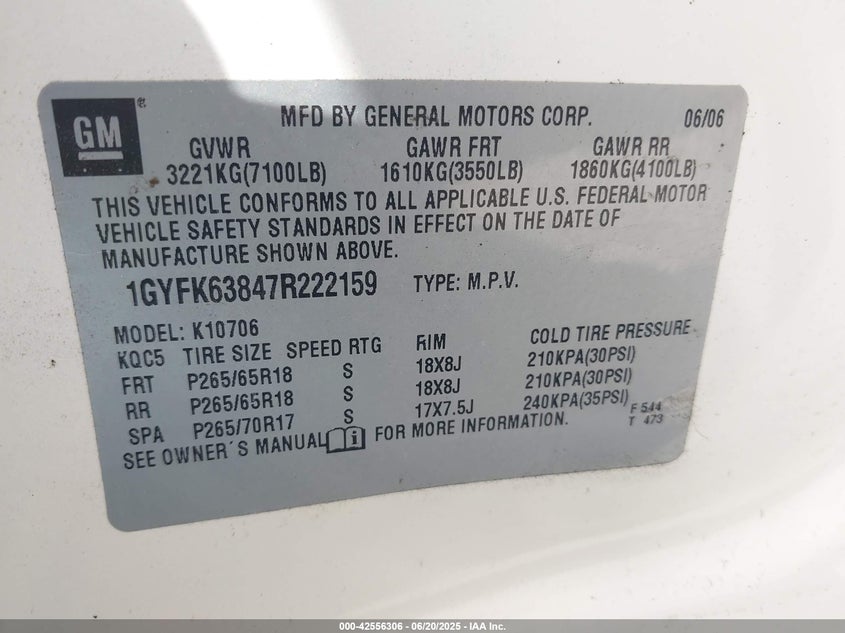 GM ® MFD BY GENERAL MOTORS CORP. 06/06
GVWR GAWR FRT GAWR RR
3221KG(7100LB) 1610KG(3550LB) 1860KG(4100LB)
THIS VEHICLE CONFORMS TO ALL APPLICABLE U.S. FEDERAL MOTOR
VEHICLE SAFETY STANDARDS IN EFFECT ON THE DATE OF
MANUFACTURE SHOWN ABOVE.
1GYFK63847R222159 TYPE: M.P.V.
MODEL: K10706
KQC5 TIRE SIZE SPEED RTG RIM COLD TIRE PRESSURE
FRT P265/65R18 S 18X8J 210KPA(30PSI)
RR P265/65R18 S 18X8J 210KPA(30PSI)
SPA P265/70R17 S 17X7.5J 240KPA(35PSI)
SEE OWNER´S MANUAL FOR MORE INFORMATION.
F 544
T 473
000-42556306 - 06/20/2025 - IAA Inc.